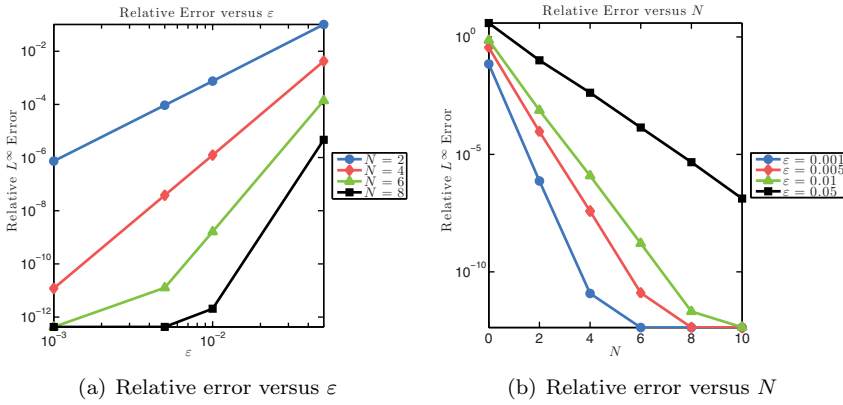 Relative Error versus ε
Relative L^∞ Error
10^−2
10^−4
10^−6
10^−8
10^−10
10^−12
10^−3
10^−2
ε
N = 2
N = 4
N = 6
N = 8
(a) Relative error versus ε
Relative Error versus N
Relative L^∞ Error
10^0
10^−5
10^−10
0 2 4 6 8 10
N
ε = 0.001
ε = 0.005
ε = 0.01
ε = 0.05
(b) Relative error versus N